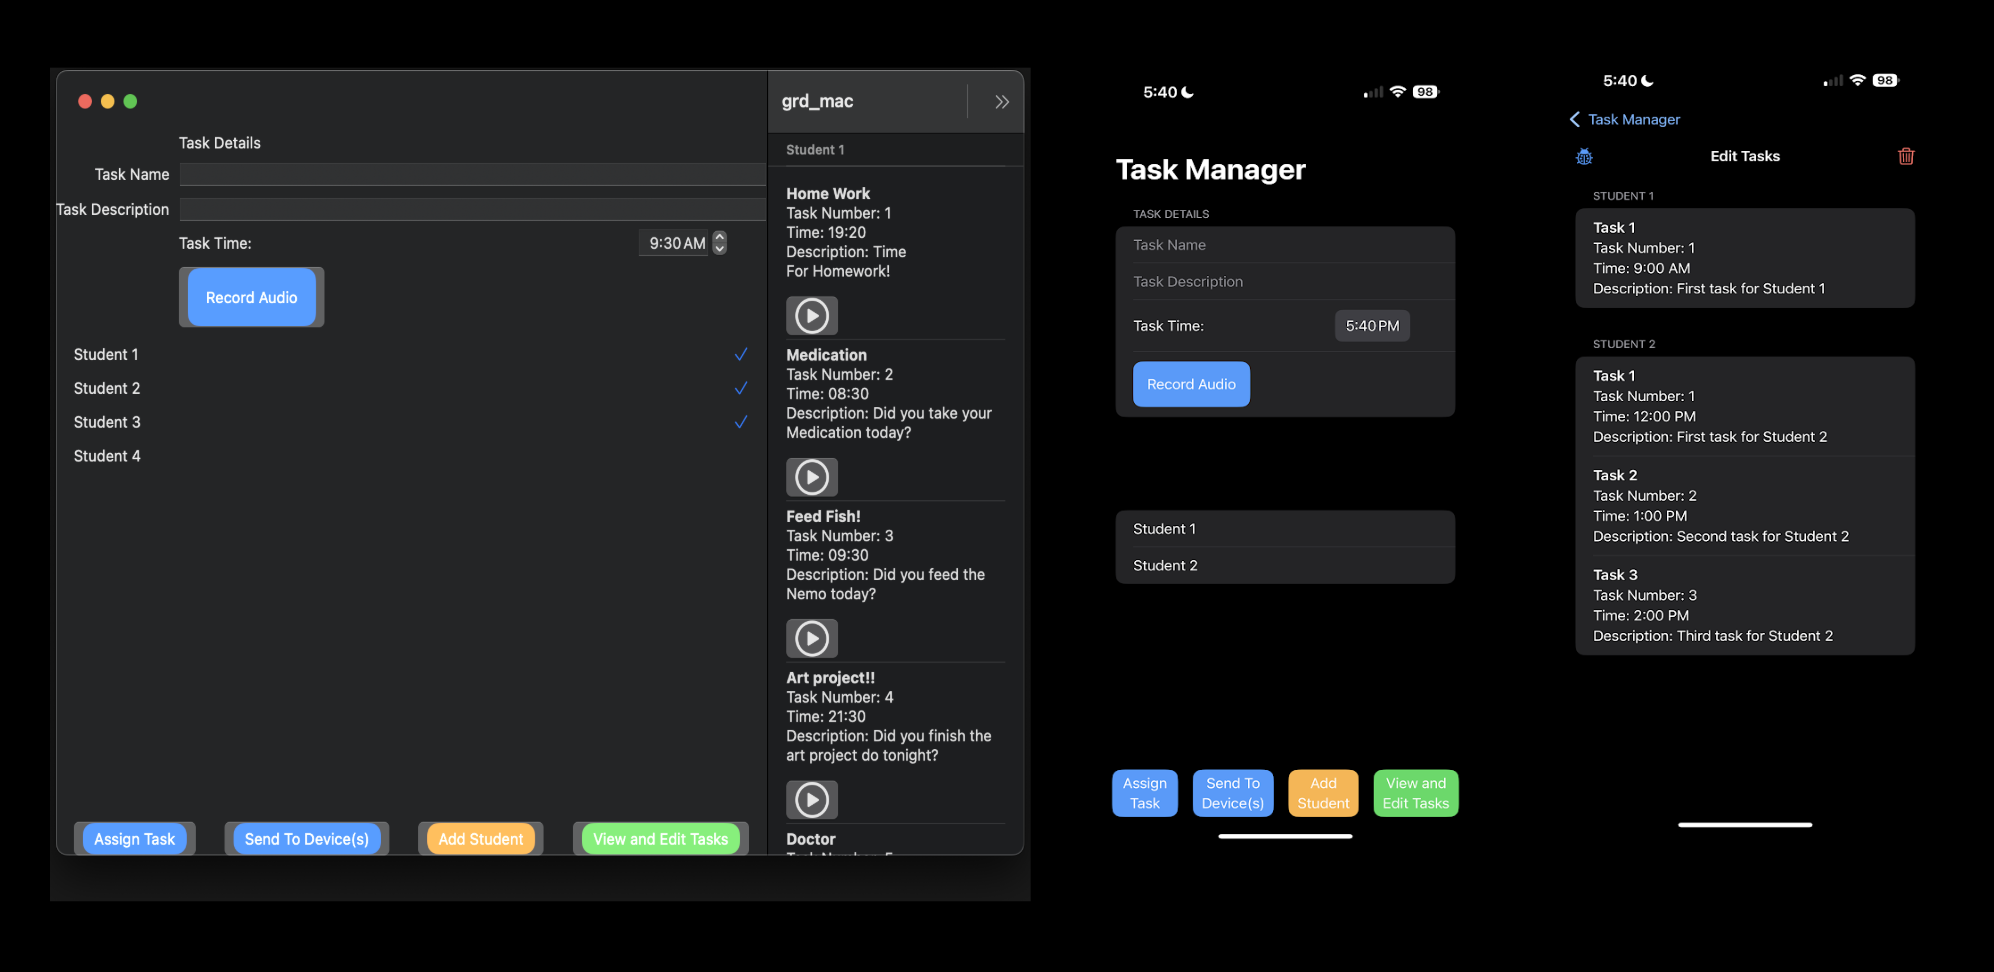 Task Details
Task Name
Task Description
Task Time:
9:30 AM
Record Audio
Student 1
Student 2
Student 3
Student 4
Assign Task
Send To Device(s)
Add Student
View and Edit Tasks
grd_mac
Student 1
Home Work
Task Number: 1
Time: 19:20
Description: Time
For Homework!
Medication
Task Number: 2
Time: 08:30
Description: Did you take your
Medication today?
Feed Fish!
Task Number: 3
Time: 09:30
Description: Did you feed the
Nemo today?
Art project!!
Task Number: 4
Time: 21:30
Description: Did you finish the
art project do tonight?
Doctor
5:40
98
Task Manager
TASK DETAILS
Task Name
Task Description
Task Time:
5:40 PM
Record Audio
Student 1
Student 2
Assign
Task
Send To
Device(s)
Add
Student
View and
Edit Tasks
5:40
98
Task Manager
Edit Tasks
STUDENT 1
Task 1
Task Number: 1
Time: 9:00 AM
Description: First task for Student 1
STUDENT 2
Task 1
Task Number: 1
Time: 12:00 PM
Description: First task for Student 2
Task 2
Task Number: 2
Time: 1:00 PM
Description: Second task for Student 2
Task 3
Task Number: 3
Time: 2:00 PM
Description: Third task for Student 2